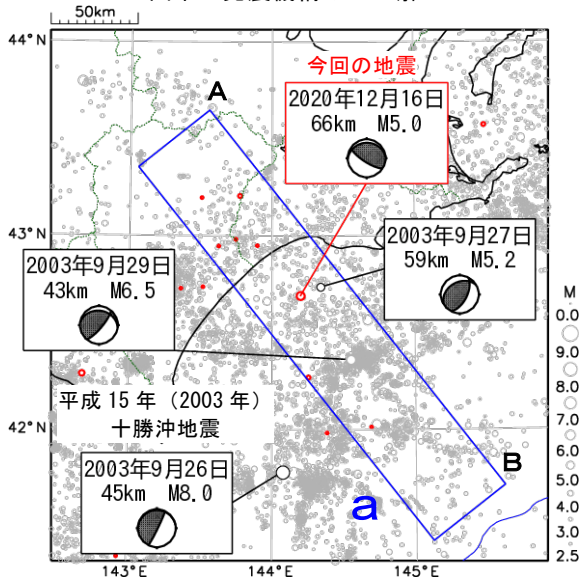 50km
44°N
今回の地震
A
2020年12月16日
66km M5.0
43°N
2003年9月27日
59km M5.2
2003年9月29日
43km M6.5
M
0.0
9.0
8.0
7.0
6.0
5.0
4.0
3.0
2.5
平成15年（2003年）
十勝沖地震
42°N
B
2003年9月26日
45km M8.0
a
143°E
144°E
145°E